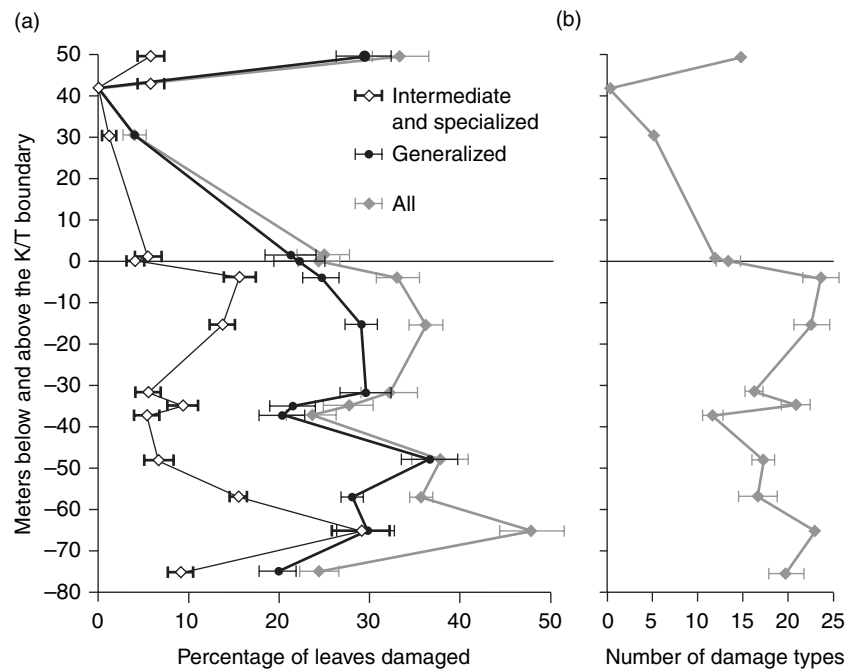 (a)
(b)
50
40
30
20
10
0
−10
−20
−30
−40
−50
−60
−70
−80
Meters below and above the K/T boundary
Intermediate
and specialized
Generalized
All
0 10 20 30 40 50
Percentage of leaves damaged
0 5 10 15 20 25
Number of damage types